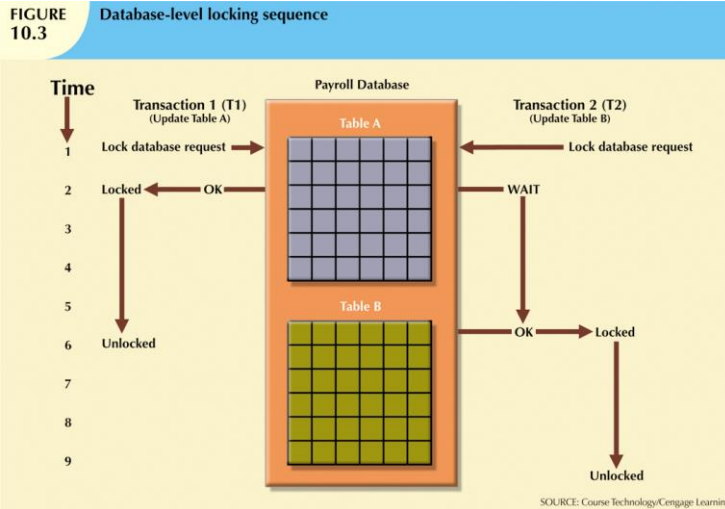 FIGURE
10.3
Database-level locking sequence
Time
Payroll Database
Transaction 1 (T1)
(Update Table A)
Transaction 2 (T2)
(Update Table B)
Table A
1
Lock database request
Lock database request
2
Locked
OK
WAIT
3
4
5
Table B
OK
Locked
6
Unlocked
7
8
9
Unlocked
SOURCE: Course Technology/Cengage Learnin